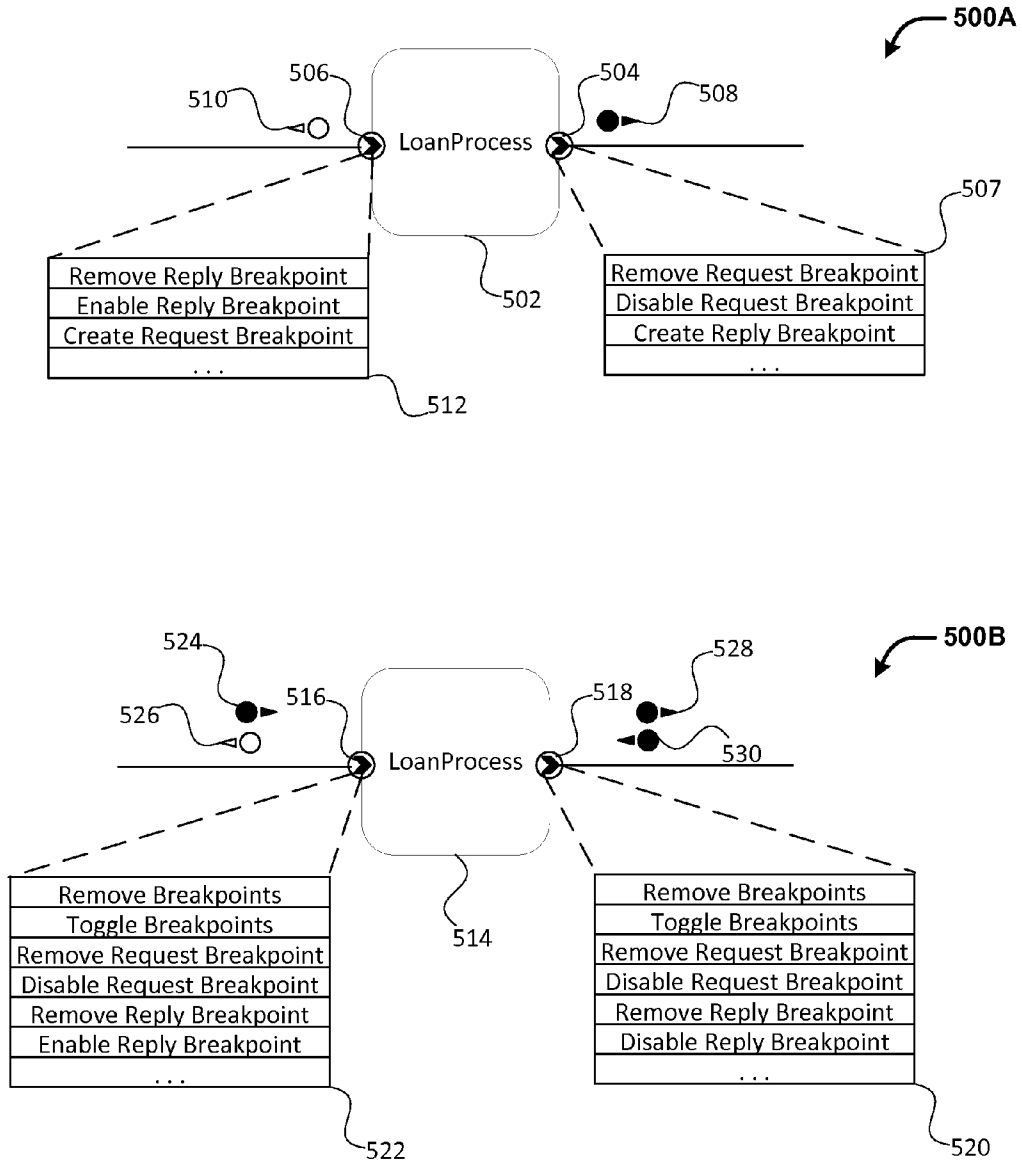 500A
506
504
510
508
LoanProcess
507
Remove Reply Breakpoint
Enable Reply Breakpoint
Create Request Breakpoint
. . .
512
502
Remove Request Breakpoint
Disable Request Breakpoint
Create Reply Breakpoint
. . .
500B
524
528
516
518
526
530
LoanProcess
514
Remove Breakpoints
Toggle Breakpoints
Remove Request Breakpoint
Disable Request Breakpoint
Remove Reply Breakpoint
Enable Reply Breakpoint
. . .
522
Remove Breakpoints
Toggle Breakpoints
Remove Request Breakpoint
Disable Request Breakpoint
Remove Reply Breakpoint
Disable Reply Breakpoint
. . .
520